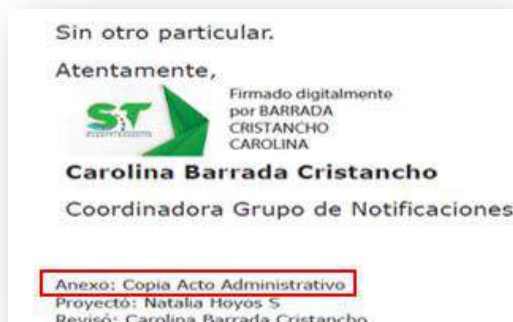 Sin otro particular.
Atentamente,
ST
Firmado digitalmente
por BARRADA
CRISTANCHO
CAROLINA
Carolina Barrada Cristancho
Coordinadora Grupo de Notificaciones
Anexo: Copia Acto Administrativo
Proyectó: Natalia Hoyos S
Revisó: Carolina Barrada Cristancho